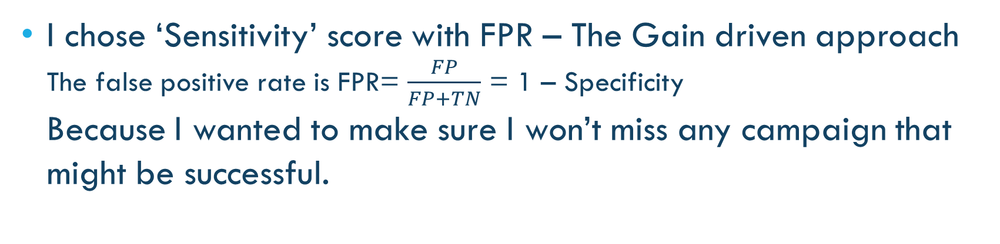 • I chose ‘Sensitivity’ score with FPR – The Gain driven approach
The false positive rate is FPR= FP/(FP+TN) = 1 – Specificity
Because I wanted to make sure I won’t miss any campaign that
might be successful.